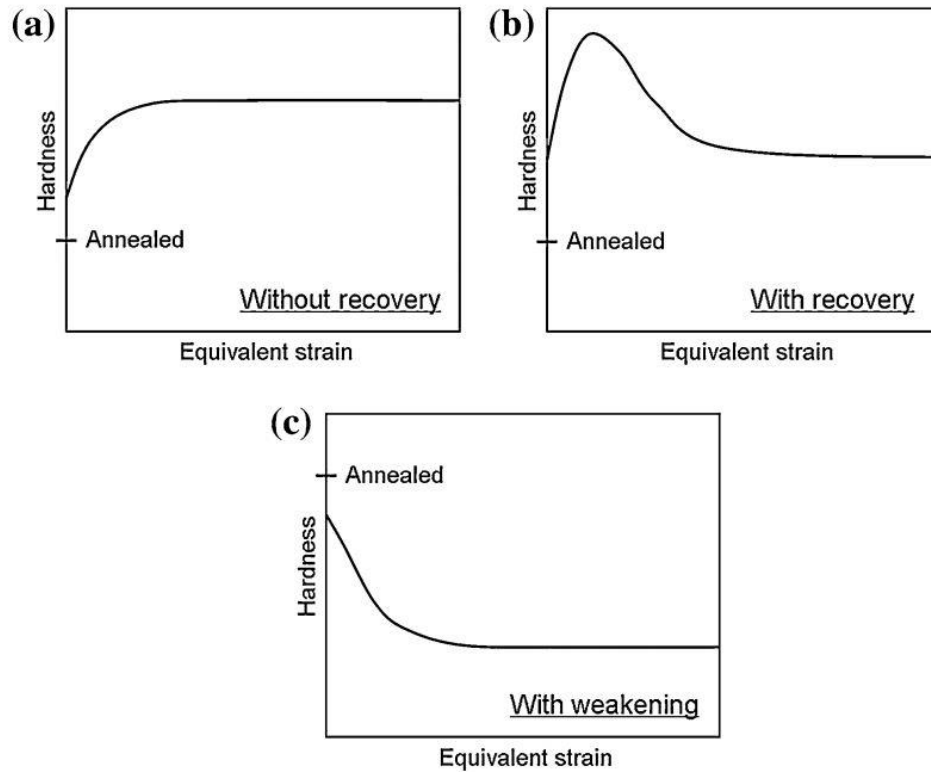 (a)
Hardness
Annealed
Without recovery
Equivalent strain
(b)
Hardness
Annealed
With recovery
Equivalent strain
(c)
Annealed
Hardness
With weakening
Equivalent strain